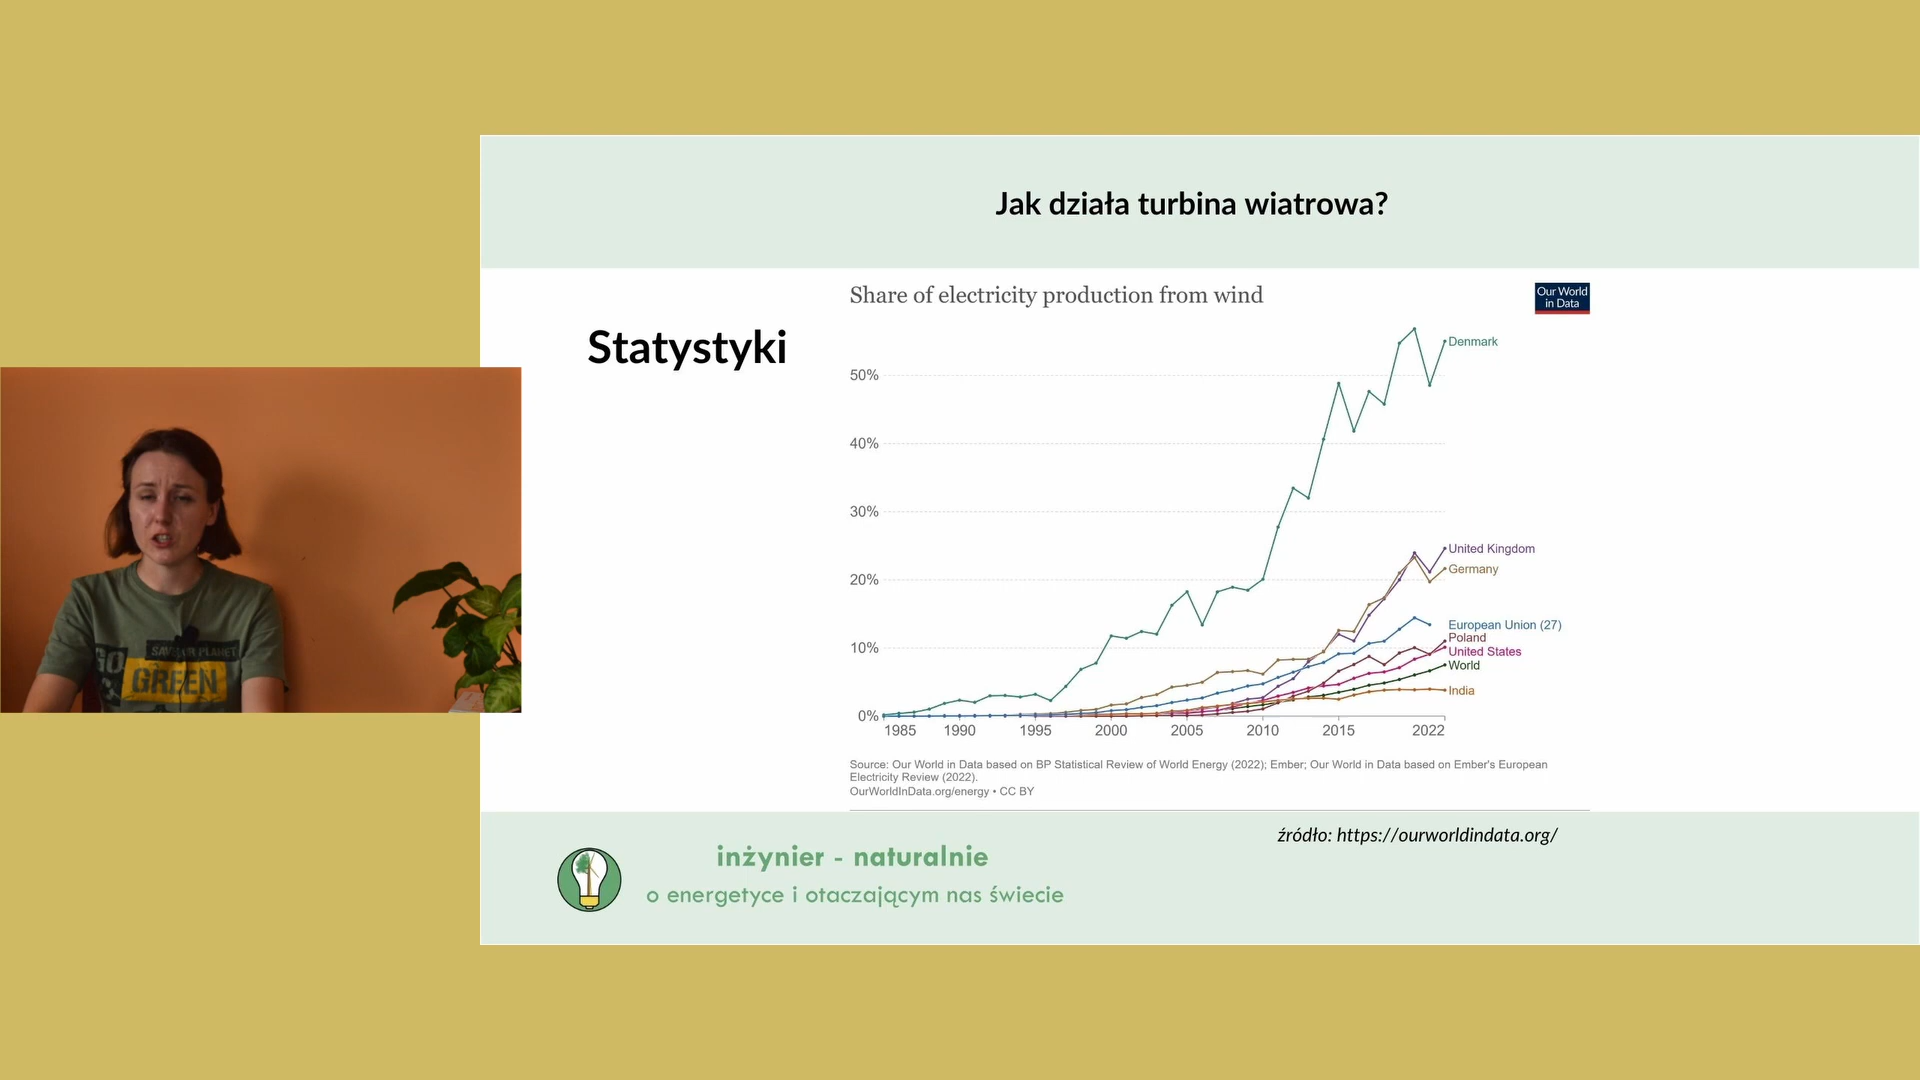 Jak działa turbina wiatrowa?
Statystyki
Share of electricity production from wind
Our World
in Data
50%
40%
30%
20%
10%
0%
Denmark
United Kingdom
Germany
European Union (27)
Poland
United States
World
India
1985 1990 1995 2000 2005 2010 2015 2022
Source: Our World in Data based on BP Statistical Review of World Energy (2022); Ember; Our World in Data based on Ember's European
Electricity Review (2022).
OurWorldInData.org/energy • CC BY
źródło: https://ourworldindata.org/
inżynier - naturalnie
o energetyce i otaczającym nas świecie
GO
SAVE OUR PLANET
GREEN